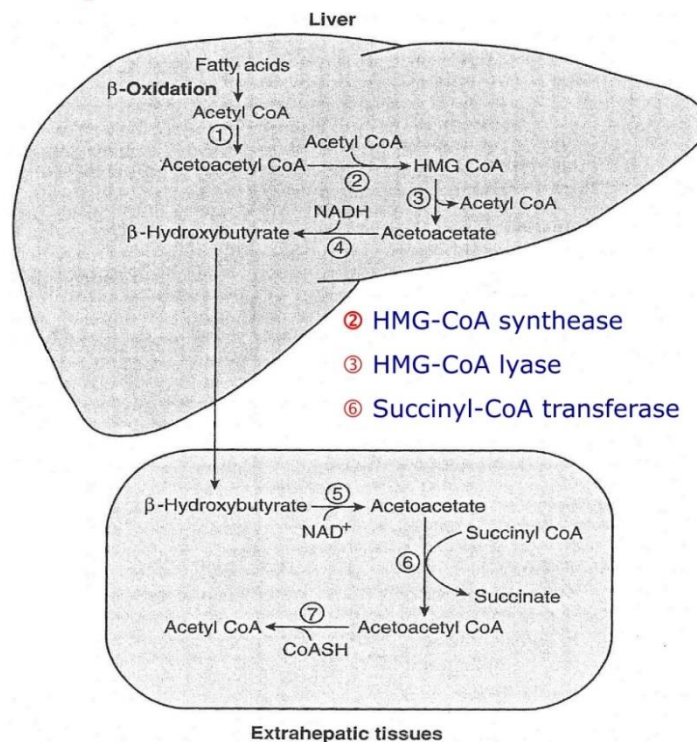 Liver
Fatty acids
β-Oxidation
Acetyl CoA
①
Acetyl CoA
Acetoacetyl CoA
②
HMG CoA
③
Acetyl CoA
NADH
β-Hydroxybutyrate
④
Acetoacetate
② HMG-CoA synthease
③ HMG-CoA lyase
⑥ Succinyl-CoA transferase
β-Hydroxybutyrate
⑤
Acetoacetate
NAD⁺
Succinyl CoA
⑥
Succinate
⑦
Acetyl CoA
Acetoacetyl CoA
CoASH
Extrahepatic tissues